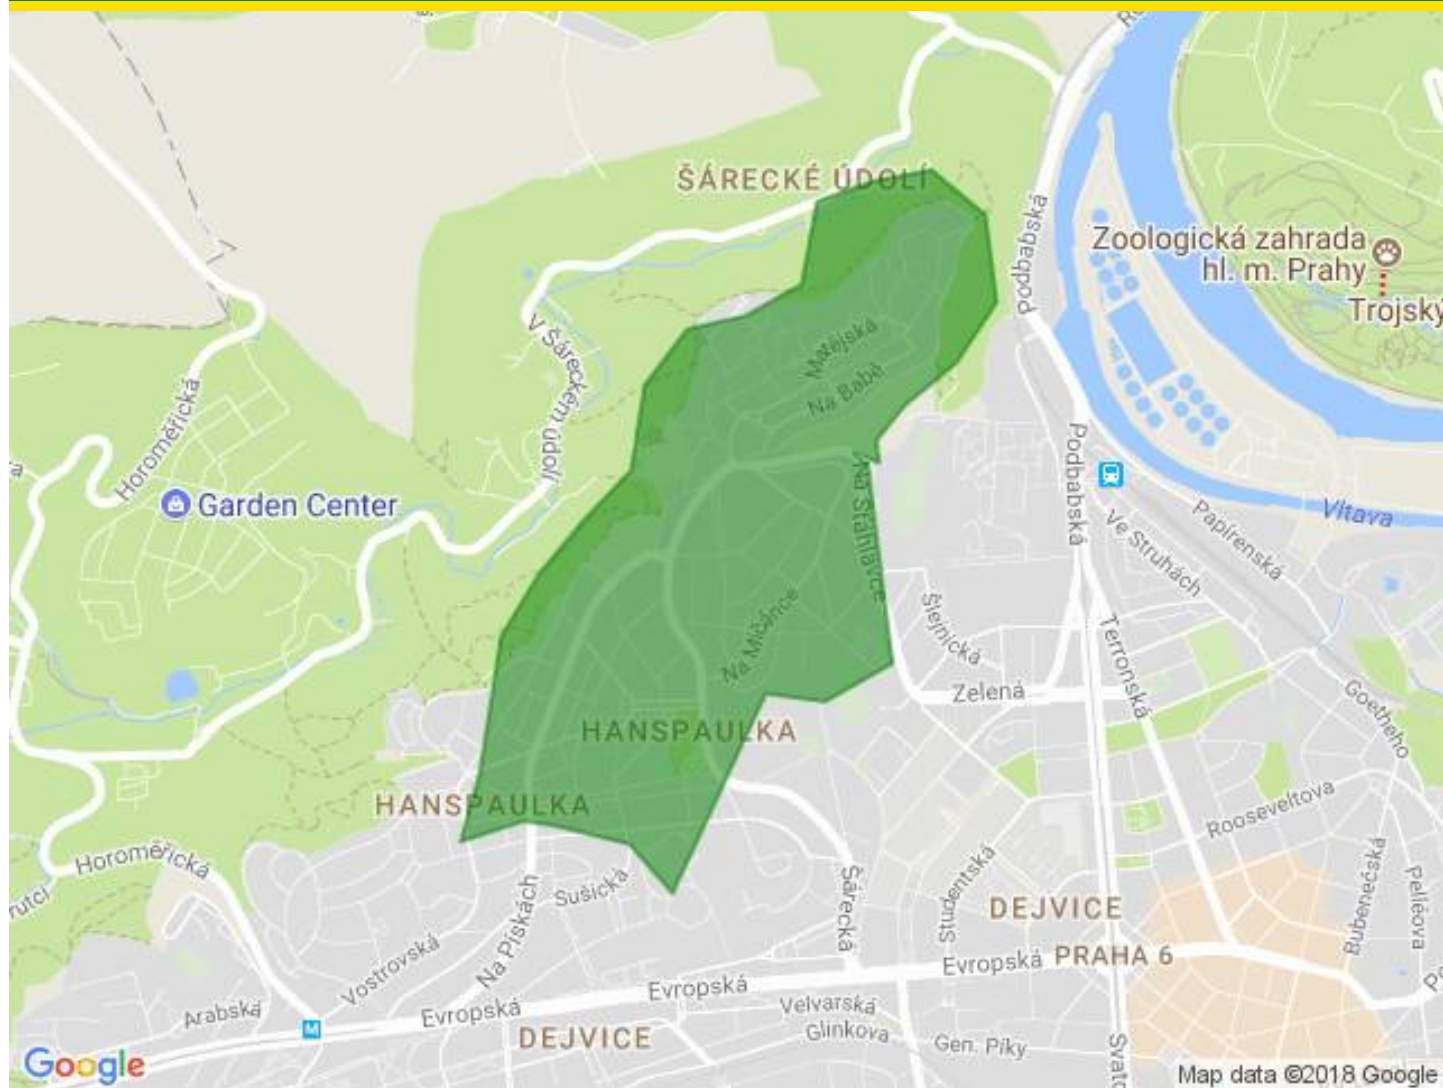 ŠÁRECKÉ ÚDOLÍ
Podbabská
Zoologická zahrada
hl. m. Prahy
Trojský
V Šáreckém údolí
Matějská
Na Babě
Horoměřická
Garden Center
Na Šťáhlavce
Podbabská
Ve Struhách
Papírenská
Vltava
Šlejnická
Na Míčánce
Zelená
Terronská
Goetheho
HANSPAULKA
HANSPAULKA
Rooseveltova
Horoměřická
Sušická
Na Pískách
Šárecká
Studentská
DEJVICE
Bubenečská
Pelléova
Vostrovská
Evropská
PRAHA 6
Evropská
Arabská
M
Evropská
Velvarská
DEJVICE
Glinkova
Gen. Píky
Svato
Google
Map data ©2018 Google